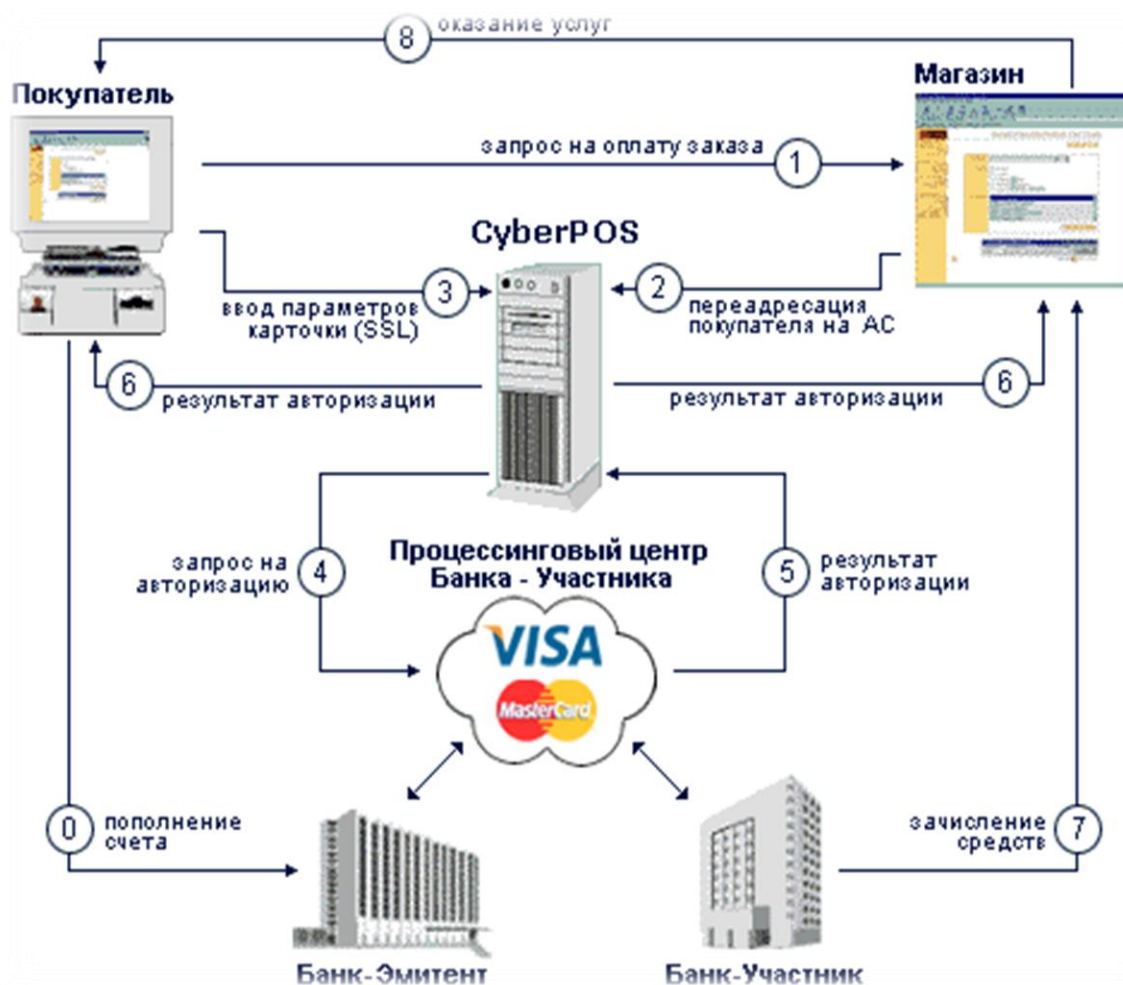 8
оказание услуг
Покупатель
Магазин
запрос на оплату заказа
1
CyberPOS
3
2
ввод параметров
карточки (SSL)
переадресация
покупателя на АС
6
результат авторизации
результат авторизации
6
запрос на
авторизацию
4
Процессинговый центр
Банка - Участника
5
результат
авторизации
VISA
MasterCard
0
пополнение
счета
зачисление
средств
7
Банк-Эмитент
Банк-Участник